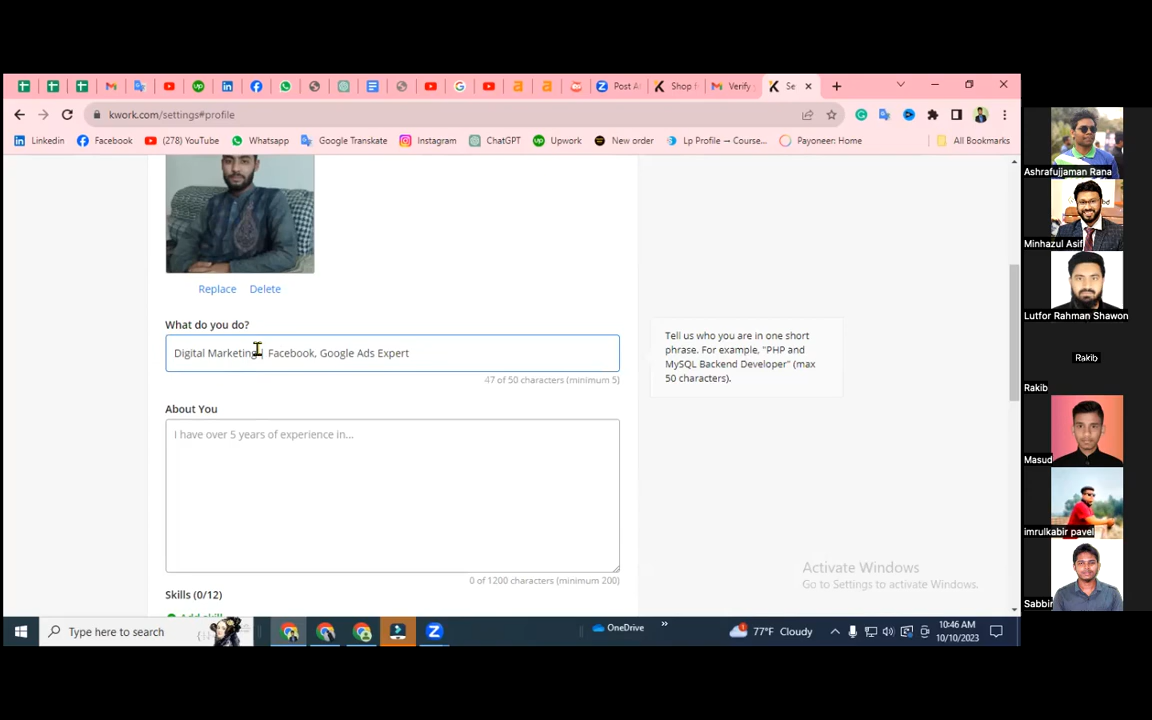 Post A
Shop f
Verify
Se
kwork.com/settings#profile
Linkedin
Facebook
(278) YouTube
Whatsapp
Google Transkate
Instagram
ChatGPT
Upwork
New order
Lp Profile → Course...
Payoneer: Home
All Bookmarks
Replace
Delete
What do you do?
Digital Marketing | Facebook, Google Ads Expert
47 of 50 characters (minimum 5)
Tell us who you are in one short
phrase. For example, "PHP and
MySQL Backend Developer" (max
50 characters).
About You
I have over 5 years of experience in...
0 of 1200 characters (minimum 200)
Skills (0/12)
Add skill
Activate Windows
Go to Settings to activate Windows.
Type here to search
OneDrive
77°F Cloudy
10:46 AM
10/10/2023
Ashrafujjaman Rana
Minhazul Asif
Lutfor Rahman Shawon
Rakib
Rakib
Masud
imrulkabir pavel
Sabbir